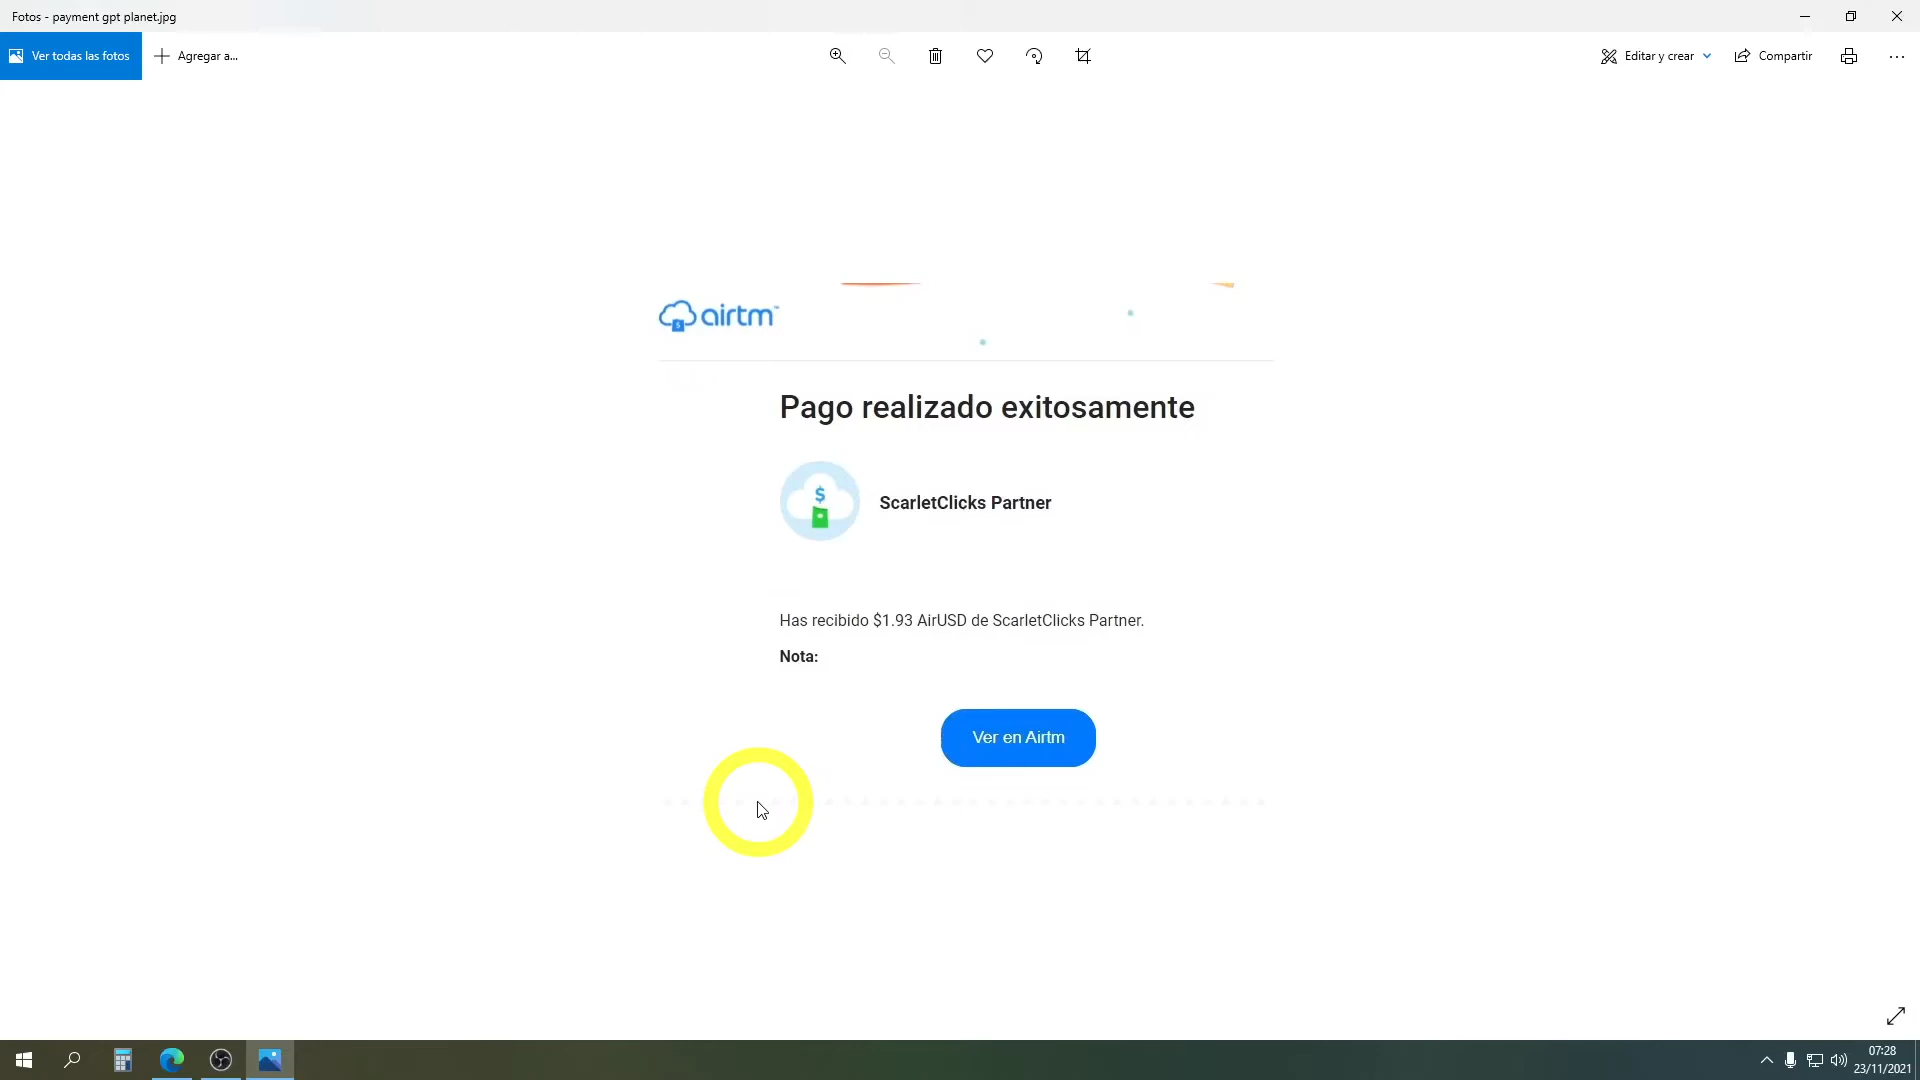 Fotos - payment gpt planet.jpg
Ver todas las fotos
Agregar a...
Editar y crear
Compartir
airtm™
Pago realizado exitosamente
$
ScarletClicks Partner
Has recibido $1.93 AirUSD de ScarletClicks Partner.
Nota:
Ver en Airtm
07:28
23/11/2021